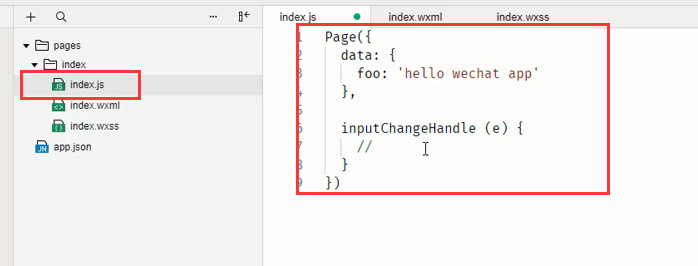 index.js
index.wxml
index.wxss
pages
index
index.js
index.wxml
index.wxss
app.json
1 Page({
2   data: {
3     foo: 'hello wechat app'
4   },
5
6   inputChangeHandle (e) {
7     //
8   }
9 })